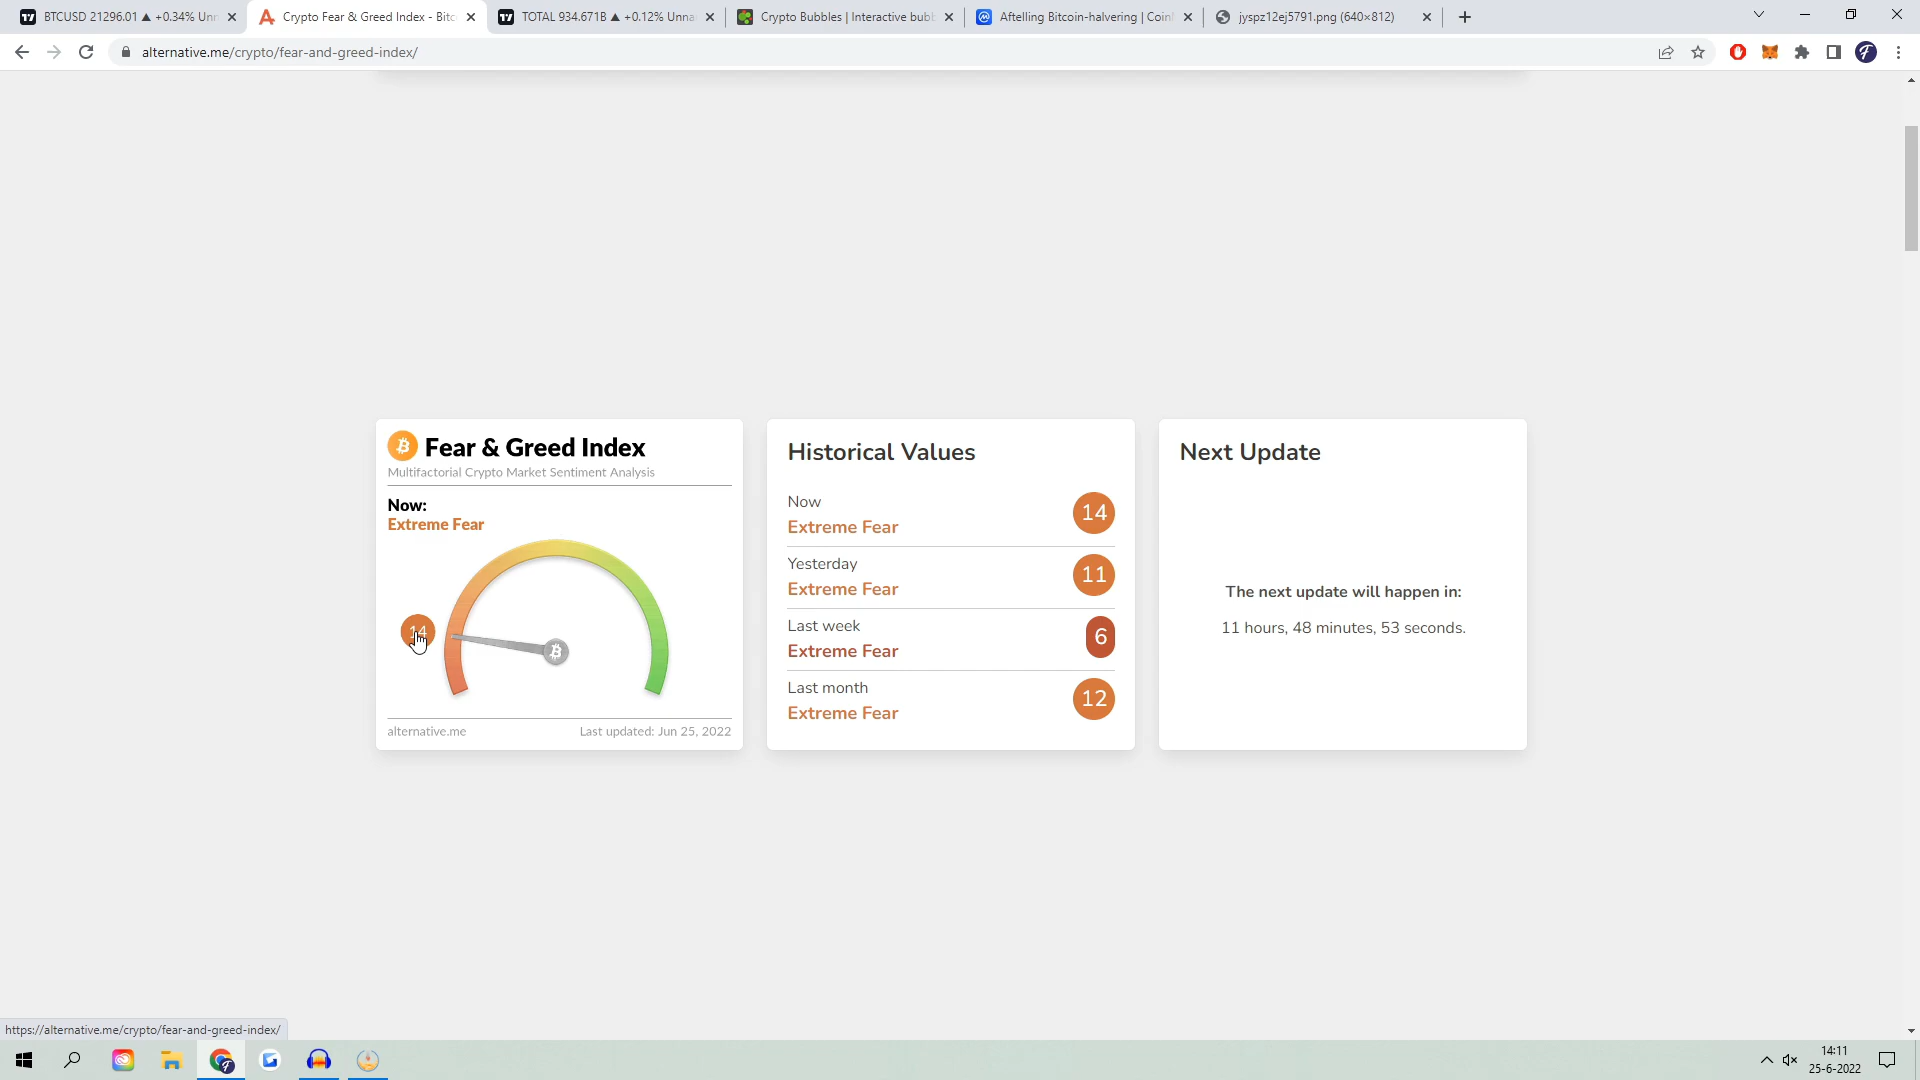 BTCUSD 21296.01 ▲ +0.34% Unn
Crypto Fear & Greed Index - Bitc
TOTAL 934.671B ▲ +0.12% Unna
Crypto Bubbles | Interactive bubb
Aftelling Bitcoin-halvering | Coin
jyspz12ej5791.png (640×812)
alternative.me/crypto/fear-and-greed-index/
Fear & Greed Index
Multifactorial Crypto Market Sentiment Analysis
Now:
Extreme Fear
14
alternative.me
Last updated: Jun 25, 2022
Historical Values
Now
Extreme Fear
14
Yesterday
Extreme Fear
11
Last week
Extreme Fear
6
Last month
Extreme Fear
12
Next Update
The next update will happen in:
11 hours, 48 minutes, 53 seconds.
https://alternative.me/crypto/fear-and-greed-index/
14:11
25-6-2022